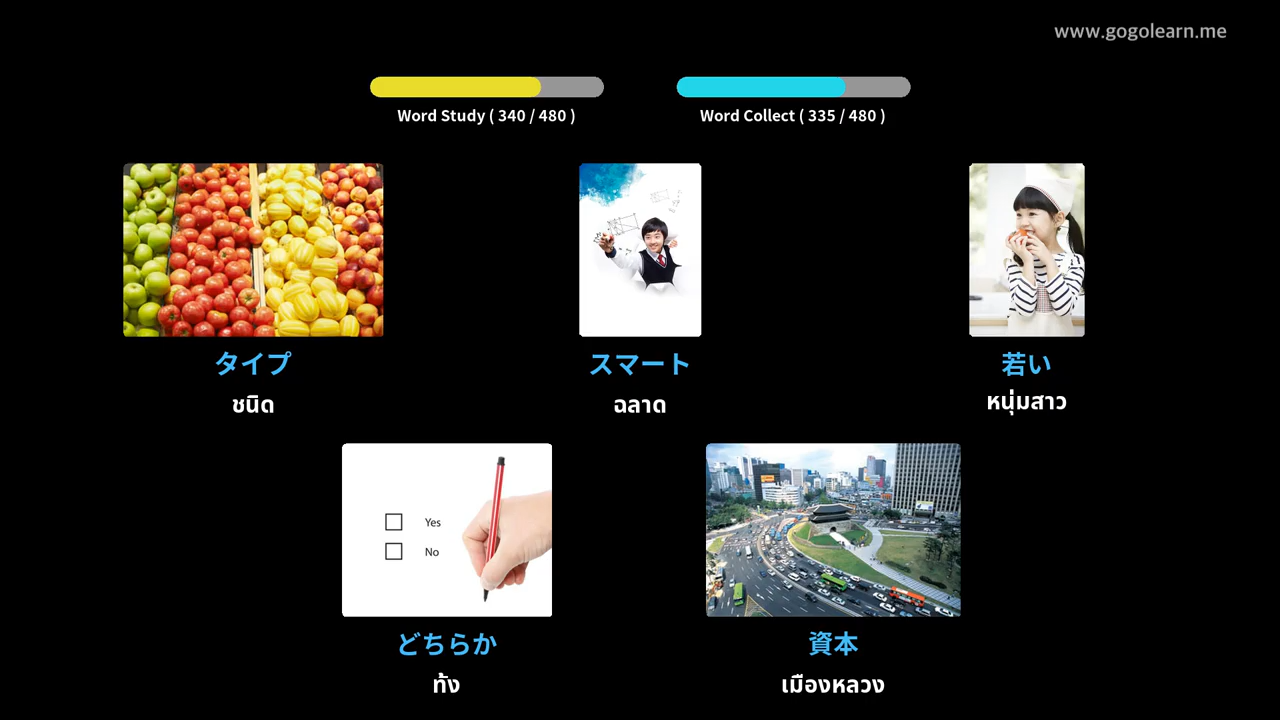 www.gogolearn.me
Word Study ( 340 / 480 )
Word Collect ( 335 / 480 )
タイプ
スマート
若い
ชนิด
ฉลาด
หนุ่มสาว
Yes
No
どちらか
資本
ทั้ง
เมืองหลวง